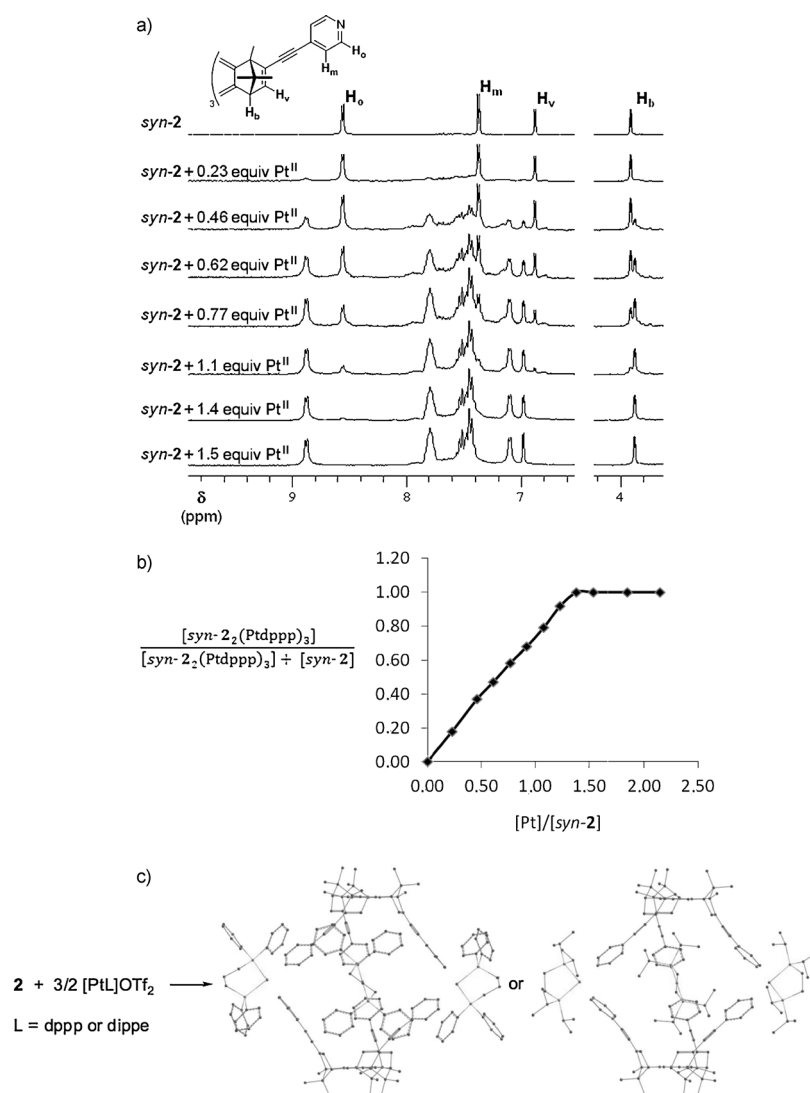 a)
N
Ho
Hm
3
Hv
Hb
Ho
Hm
Hv
Hb
syn-2
syn-2 + 0.23 equiv PtII
syn-2 + 0.46 equiv PtII
syn-2 + 0.62 equiv PtII
syn-2 + 0.77 equiv PtII
syn-2 + 1.1 equiv PtII
syn-2 + 1.4 equiv PtII
syn-2 + 1.5 equiv PtII
δ 9 8 7 4
(ppm)
b)
[syn-2₂(Ptdppp)₃]
[syn-2₂(Ptdppp)₃] ÷ [syn-2]
1.20
1.00
0.80
0.60
0.40
0.20
0.00
0.00 0.50 1.00 1.50 2.00 2.50
[Pt]/[syn-2]
c)
2 + 3/2 [PtL]OTf₂
or
L = dppp or dippe